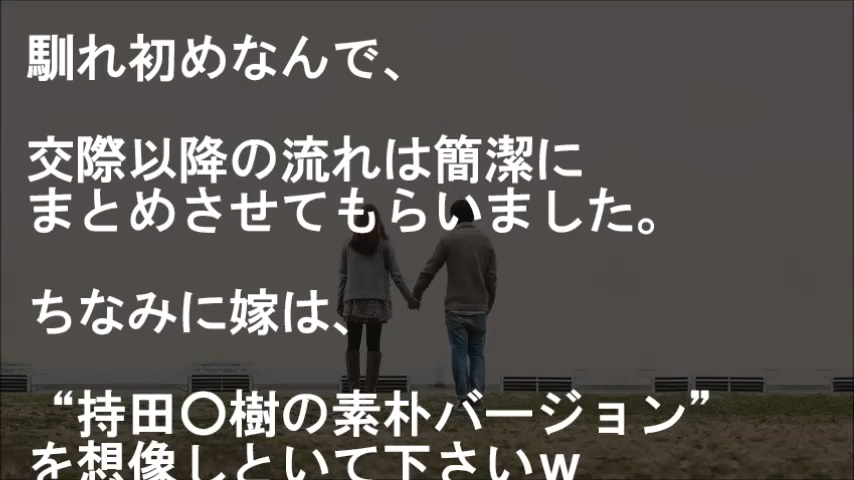 馴れ初めなんで、
交際以降の流れは簡潔に
まとめさせてもらいました。
ちなみに嫁は、
“持田〇樹の素朴バージョン”
を想像しといて下さいｗ